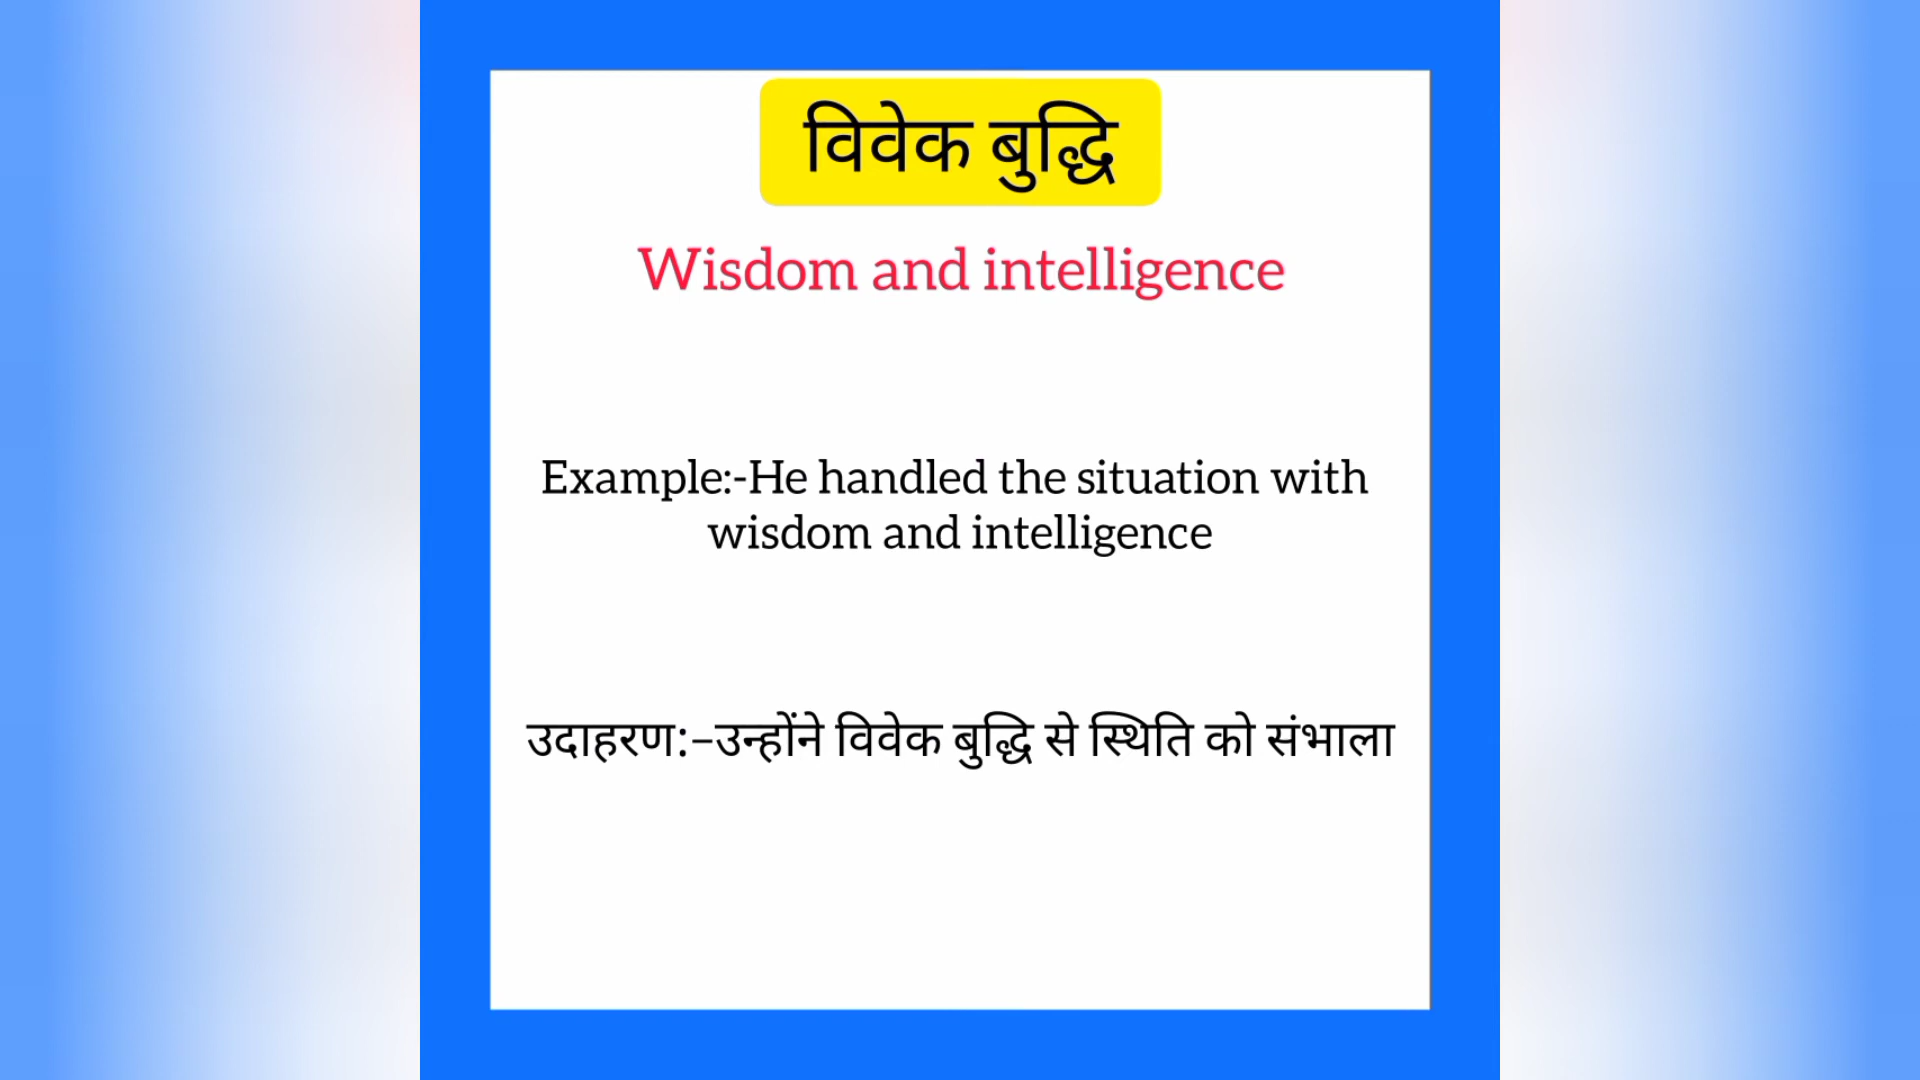 विवेक बुद्धि
Wisdom and intelligence
Example:-He handled the situation with
wisdom and intelligence
उदाहरण:–उन्होंने विवेक बुद्धि से स्थिति को संभाला